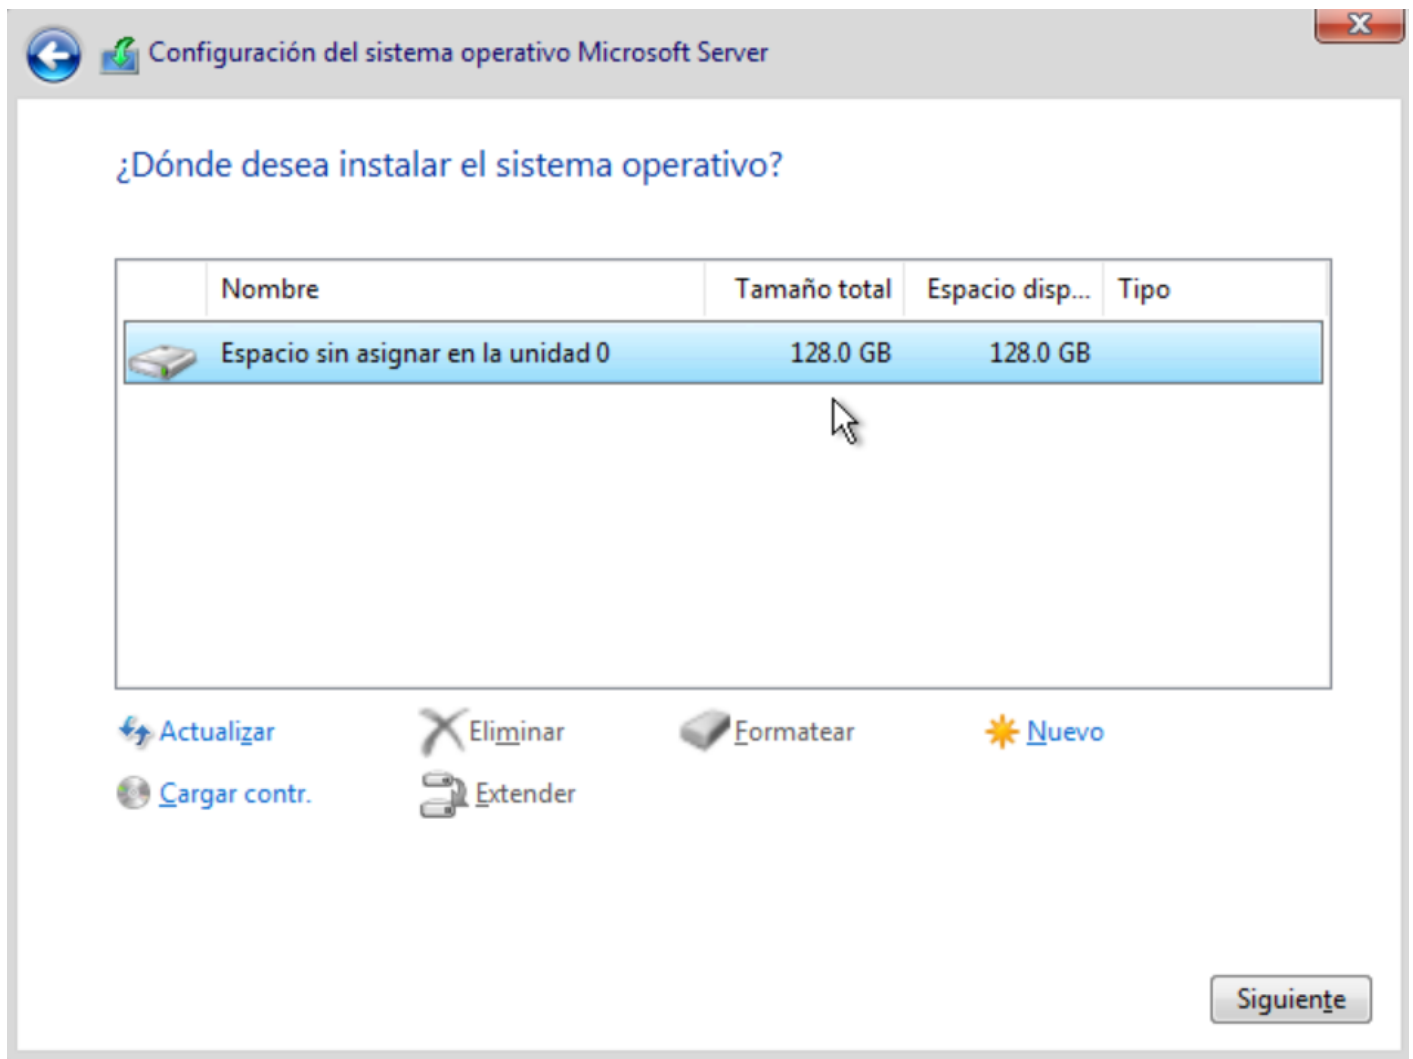 Configuración del sistema operativo Microsoft Server
X
¿Dónde desea instalar el sistema operativo?
Nombre Tamaño total Espacio disp... Tipo
Espacio sin asignar en la unidad 0 128.0 GB 128.0 GB
Actualizar Eliminar Formatear Nuevo
Cargar contr. Extender
Siguiente